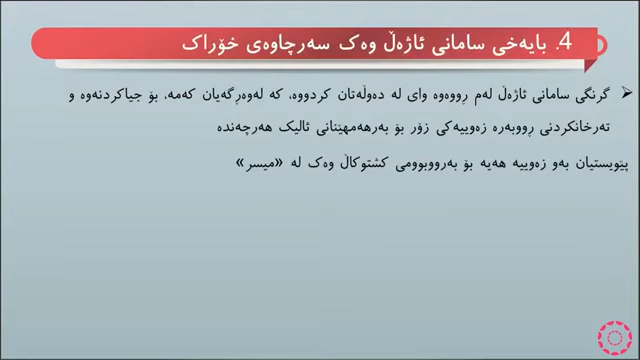 4. بایەخی سامانی ئاژەڵ وەک سەرچاوەی خۆراک
گرنگی سامانی ئاژەڵ لەم ڕووەوە وای لە دەوڵەتان کردووە، کە لەوەڕگەیان کەمە، بۆ جیاکردنەوە و
تەرخانکردنی ڕووبەرە زەوییەکی زۆر بۆ بەرهەمهێنانی ئالیک هەرچەندە
پێویستیان بەو زەوییە هەیە بۆ بەرووبوومی کشتوکاڵ وەک لە «میسر»